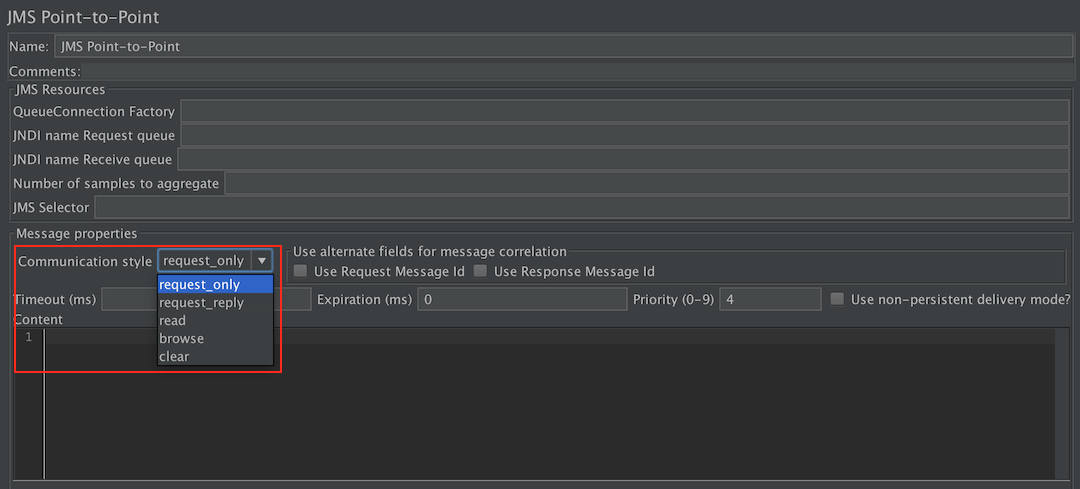 JMS Point-to-Point
Name: JMS Point-to-Point
Comments:
JMS Resources
QueueConnection Factory
JNDI name Request queue
JNDI name Receive queue
Number of samples to aggregate
JMS Selector
Message properties
Communication style request_only
Use alternate fields for message correlation
Use Request Message Id Use Response Message Id
request_only
request_reply
read
browse
clear
Timeout (ms) Expiration (ms) 0 Priority (0-9) 4 Use non-persistent delivery mode?
Content
1